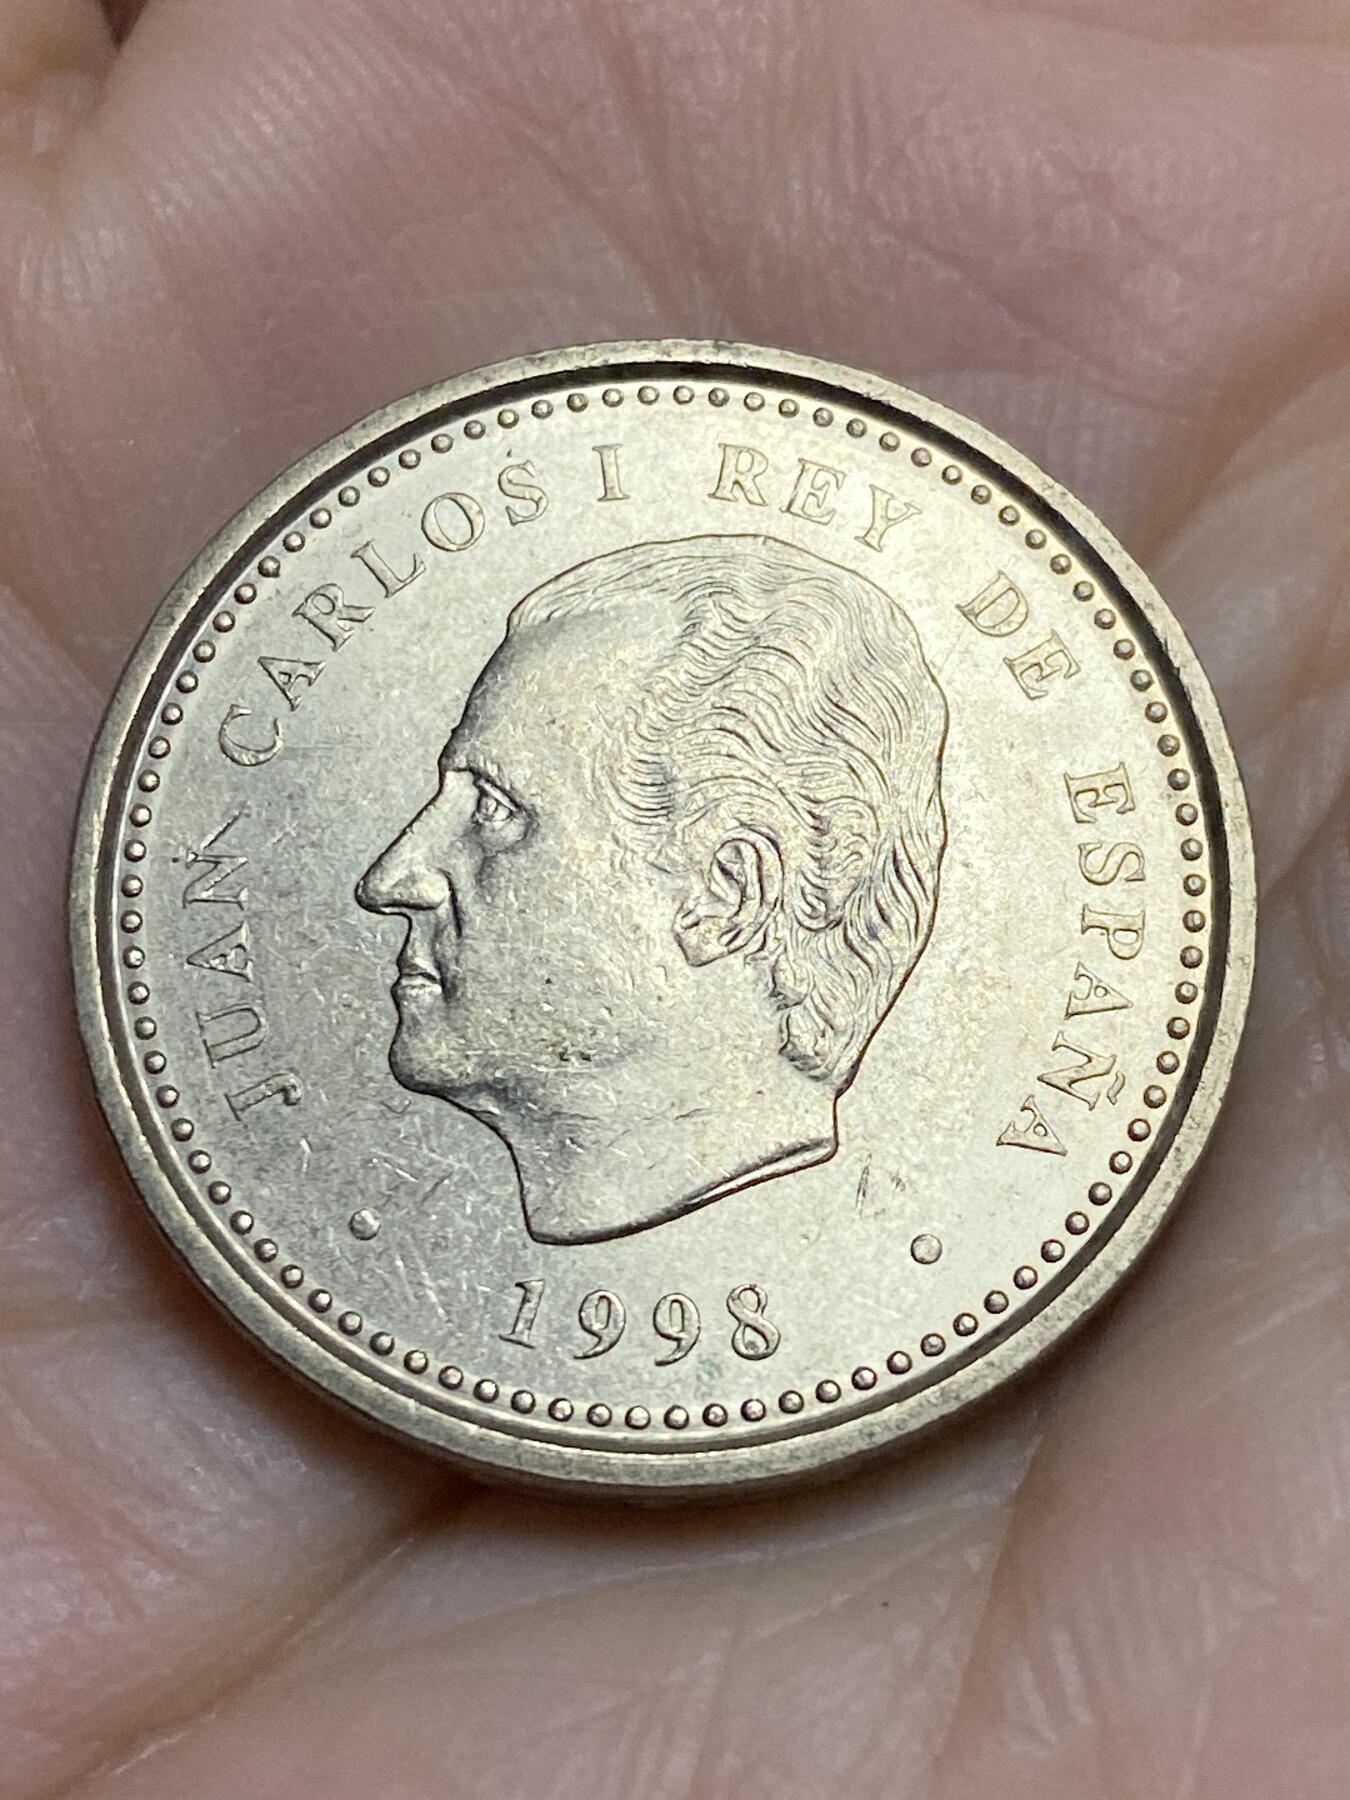 JUAN CARLOS I REY DE ESPAÑA
• 1998 •